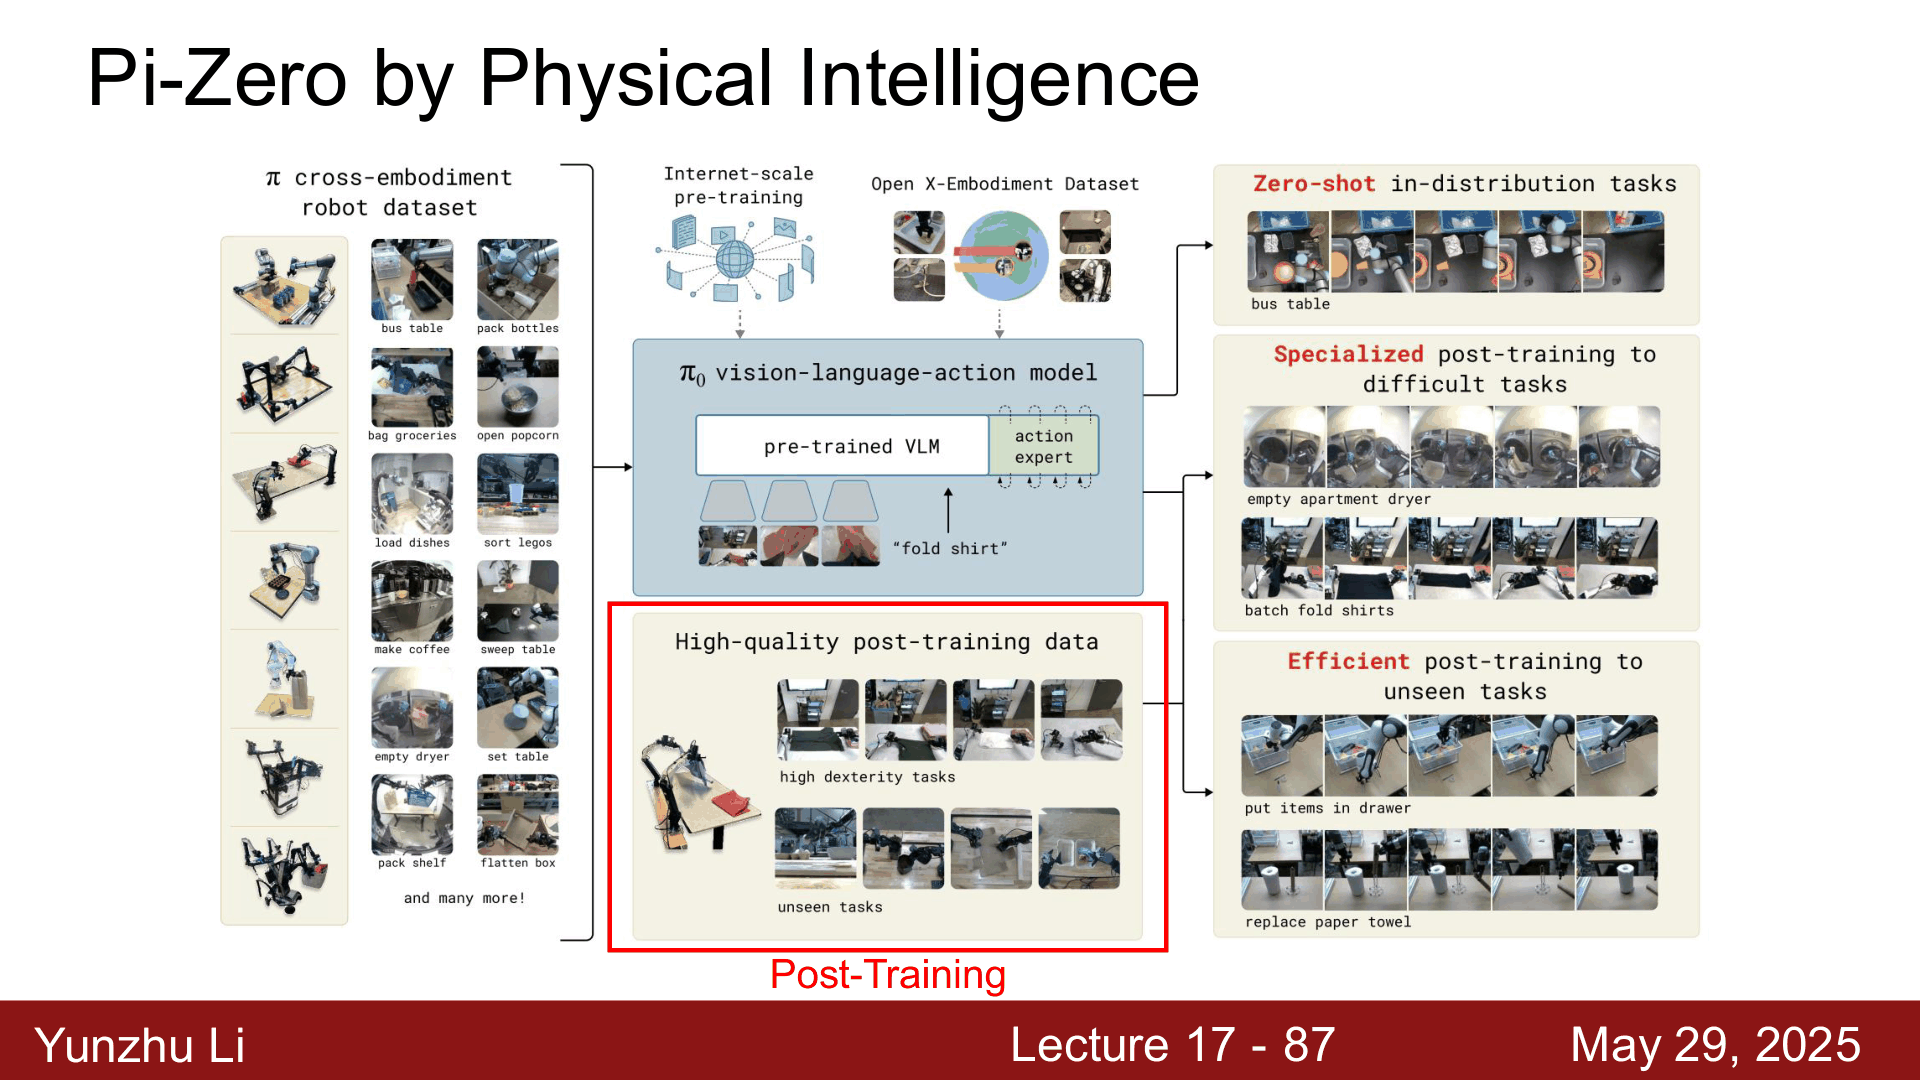 Pi-Zero by Physical Intelligence
π cross-embodiment
robot dataset
bus table
pack bottles
bag groceries
open popcorn
load dishes
sort legos
make coffee
sweep table
empty dryer
set table
pack shelf
flatten box
and many more!
Internet-scale
pre-training
Open X-Embodiment Dataset
π0 vision-language-action model
pre-trained VLM
action
expert
“fold shirt”
High-quality post-training data
high dexterity tasks
unseen tasks
Post-Training
Zero-shot in-distribution tasks
bus table
Specialized post-training to
difficult tasks
empty apartment dryer
batch fold shirts
Efficient post-training to
unseen tasks
put items in drawer
replace paper towel
Yunzhu Li
Lecture 17 - 87
May 29, 2025